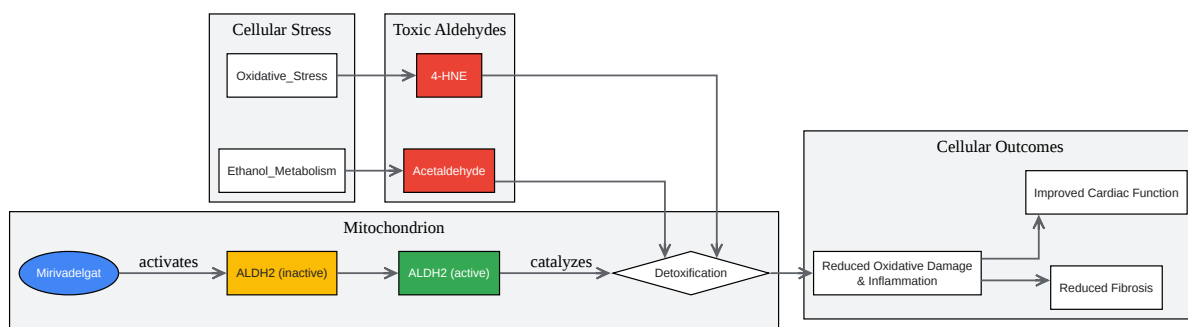 Cellular Stress
Toxic Aldehydes
Oxidative_Stress
4-HNE
Ethanol_Metabolism
Acetaldehyde
Cellular Outcomes
Improved Cardiac Function
Mitochondrion
Mirivadelgat
activates
ALDH2 (inactive)
ALDH2 (active)
catalyzes
Detoxification
Reduced Oxidative Damage
& Inflammation
Reduced Fibrosis